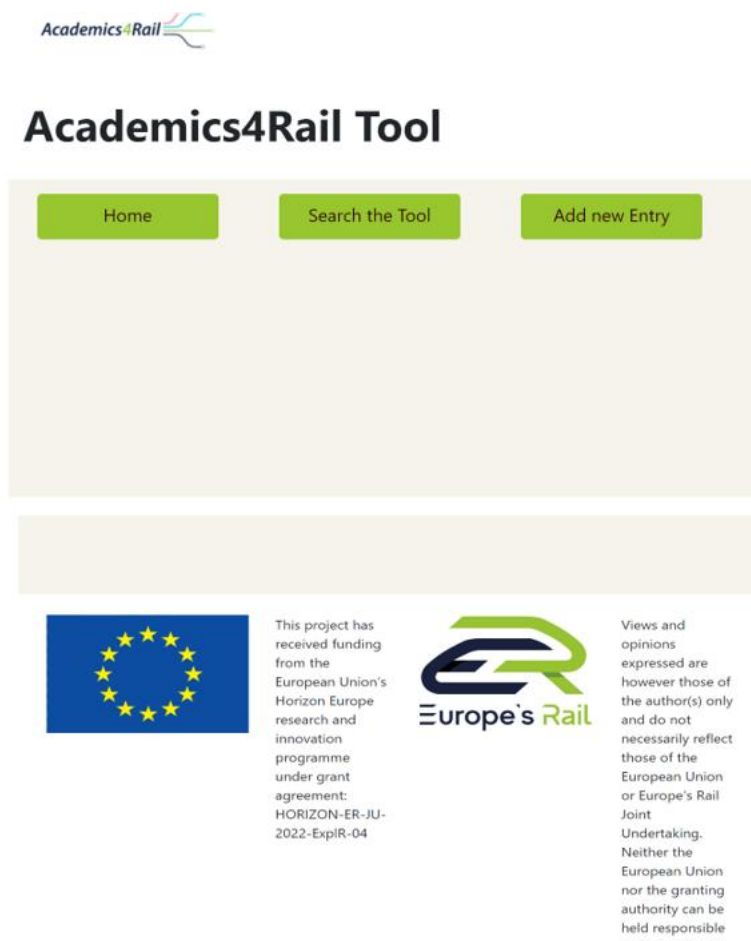 Academics4Rail
Academics4Rail Tool
Home
Search the Tool
Add new Entry
This project has
received funding
from the
European Union's
Horizon Europe
research and
innovation
programme
under grant
agreement:
HORIZON-ER-JU-
2022-ExplR-04
Europe's Rail
Views and
opinions
expressed are
however those of
the author(s) only
and do not
necessarily reflect
those of the
European Union
or Europe's Rail
Joint
Undertaking.
Neither the
European Union
nor the granting
authority can be
held responsible